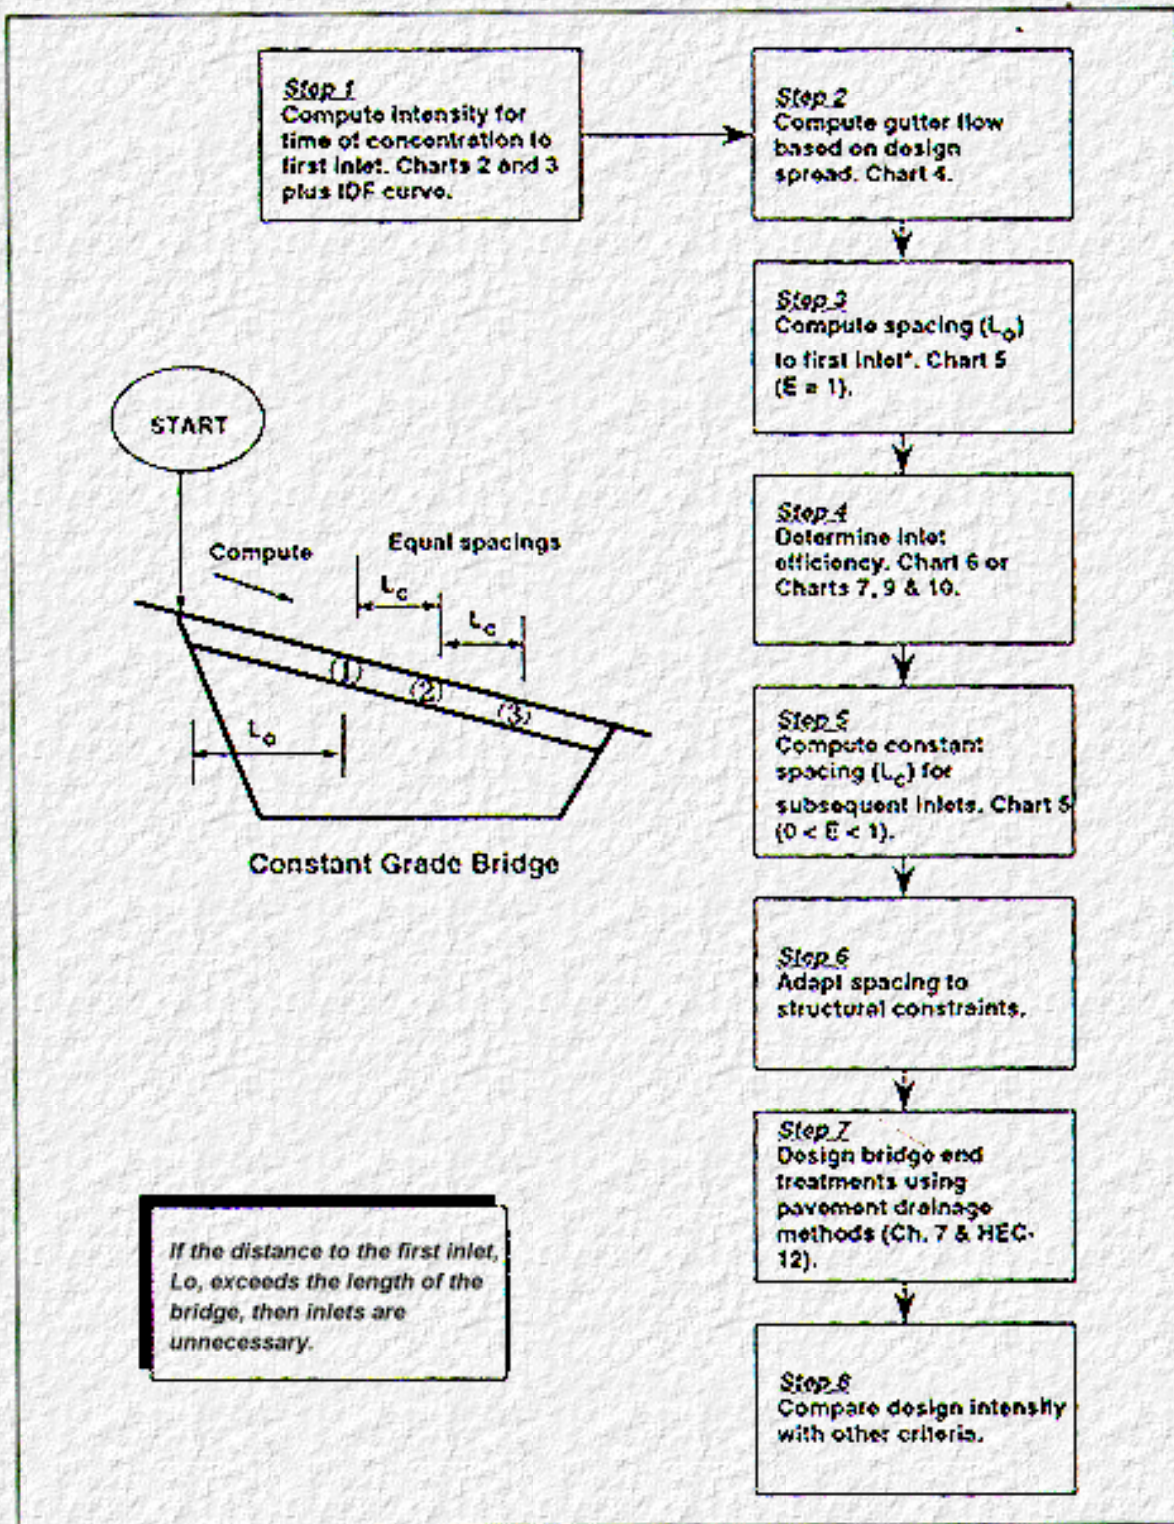 Step 1
Compute intensity for
time of concentration to
first inlet. Charts 2 and 3
plus IDF curve.
Step 2
Compute gutter flow
based on design
spread. Chart 4.
Step 3
Compute spacing (Lo)
to first inlet*. Chart 5
(E = 1).
Step 4
Determine inlet
efficiency. Chart 6 or
Charts 7, 9 & 10.
Step 5
Compute constant
spacing (Lc) for
subsequent inlets. Chart 5
(0 < E < 1).
Step 6
Adapt spacing to
structural constraints.
Step 7
Design bridge end
treatments using
pavement drainage
methods (Ch. 7 & HEC-
12).
Step 8
Compare design intensity
with other criteria.
START
Compute
Equal spacings
Lc
Lc
(1)
(2)
(3)
Lo
Constant Grade Bridge
If the distance to the first inlet,
Lo, exceeds the length of the
bridge, then inlets are
unnecessary.